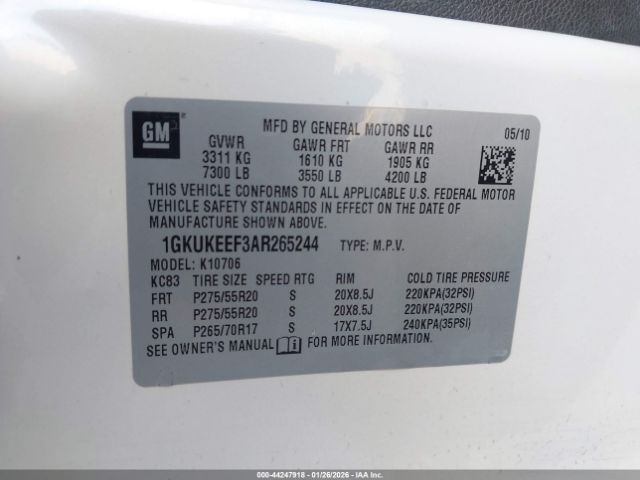 GM
MFD BY GENERAL MOTORS LLC 05/10
GVWR GAWR FRT GAWR RR
3311 KG 1610 KG 1905 KG
7300 LB 3550 LB 4200 LB
THIS VEHICLE CONFORMS TO ALL APPLICABLE U.S. FEDERAL MOTOR
VEHICLE SAFETY STANDARDS IN EFFECT ON THE DATE OF
MANUFACTURE SHOWN ABOVE.
1GKUKEEF3AR265244 TYPE: M.P.V.
MODEL: K10706
KC83 TIRE SIZE SPEED RTG RIM COLD TIRE PRESSURE
FRT P275/55R20 S 20X8.5J 220KPA(32PSI)
RR P275/55R20 S 20X8.5J 220KPA(32PSI)
SPA P265/70R17 S 17X7.5J 240KPA(35PSI)
SEE OWNER'S MANUAL FOR MORE INFORMATION.
000-44247918 | 01/26/2026 | IAA Inc. Copyright